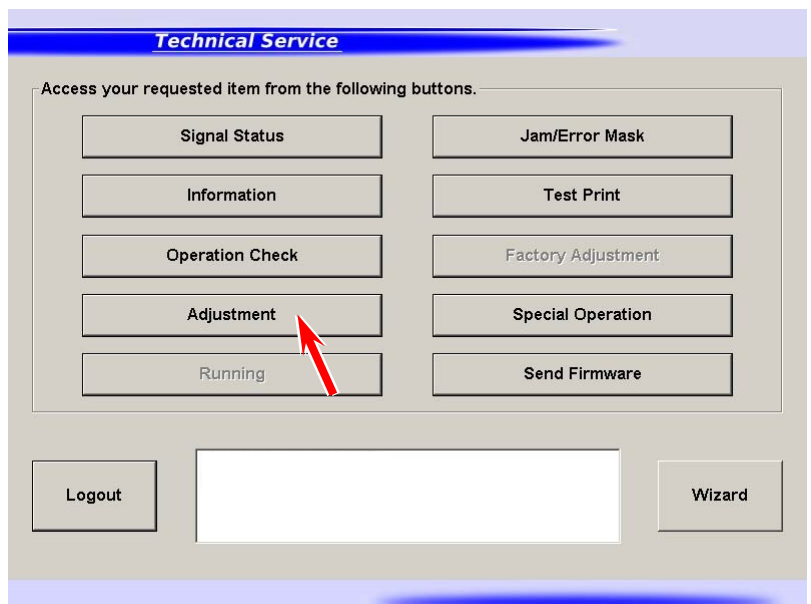 Technical Service
Access your requested item from the following buttons.
Signal Status
Jam/Error Mask
Information
Test Print
Operation Check
Factory Adjustment
Adjustment
Special Operation
Running
Send Firmware
Logout
Wizard